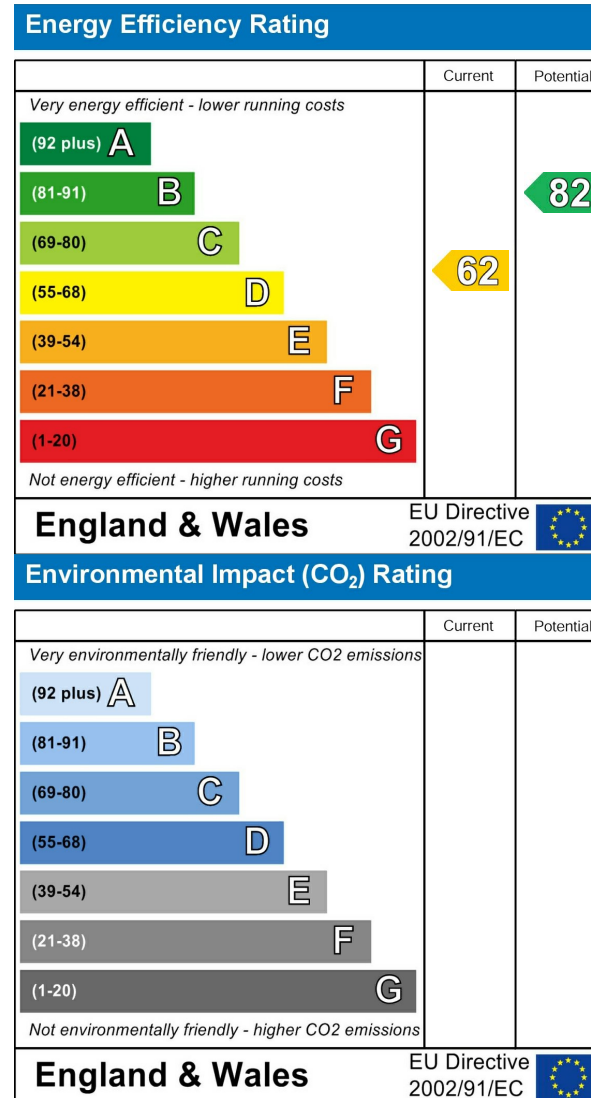 Energy Efficiency Rating
Current Potential
Very energy efficient - lower running costs
(92 plus) A
(81-91) B
82
(69-80) C
62
(55-68) D
(39-54) E
(21-38) F
(1-20) G
Not energy efficient - higher running costs
England & Wales
EU Directive
2002/91/EC
Environmental Impact (CO₂) Rating
Current Potential
Very environmentally friendly - lower CO2 emissions
(92 plus) A
(81-91) B
(69-80) C
(55-68) D
(39-54) E
(21-38) F
(1-20) G
Not environmentally friendly - higher CO2 emissions
England & Wales
EU Directive
2002/91/EC